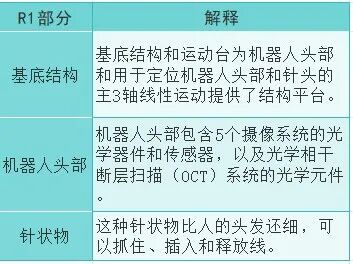 R1部分
解释
基底结构
基底结构和运动台为机器人头部
和用于定位机器人头部和针头的
主3轴线性运动提供了结构平台。
机器人头部
机器人头部包含5个摄像系统的光
学器件和传感器，以及光学相干
断层扫描（OCT）系统的光学元件
。
针状物
这种针状物比人的头发还细，可
以抓住、插入和释放线。